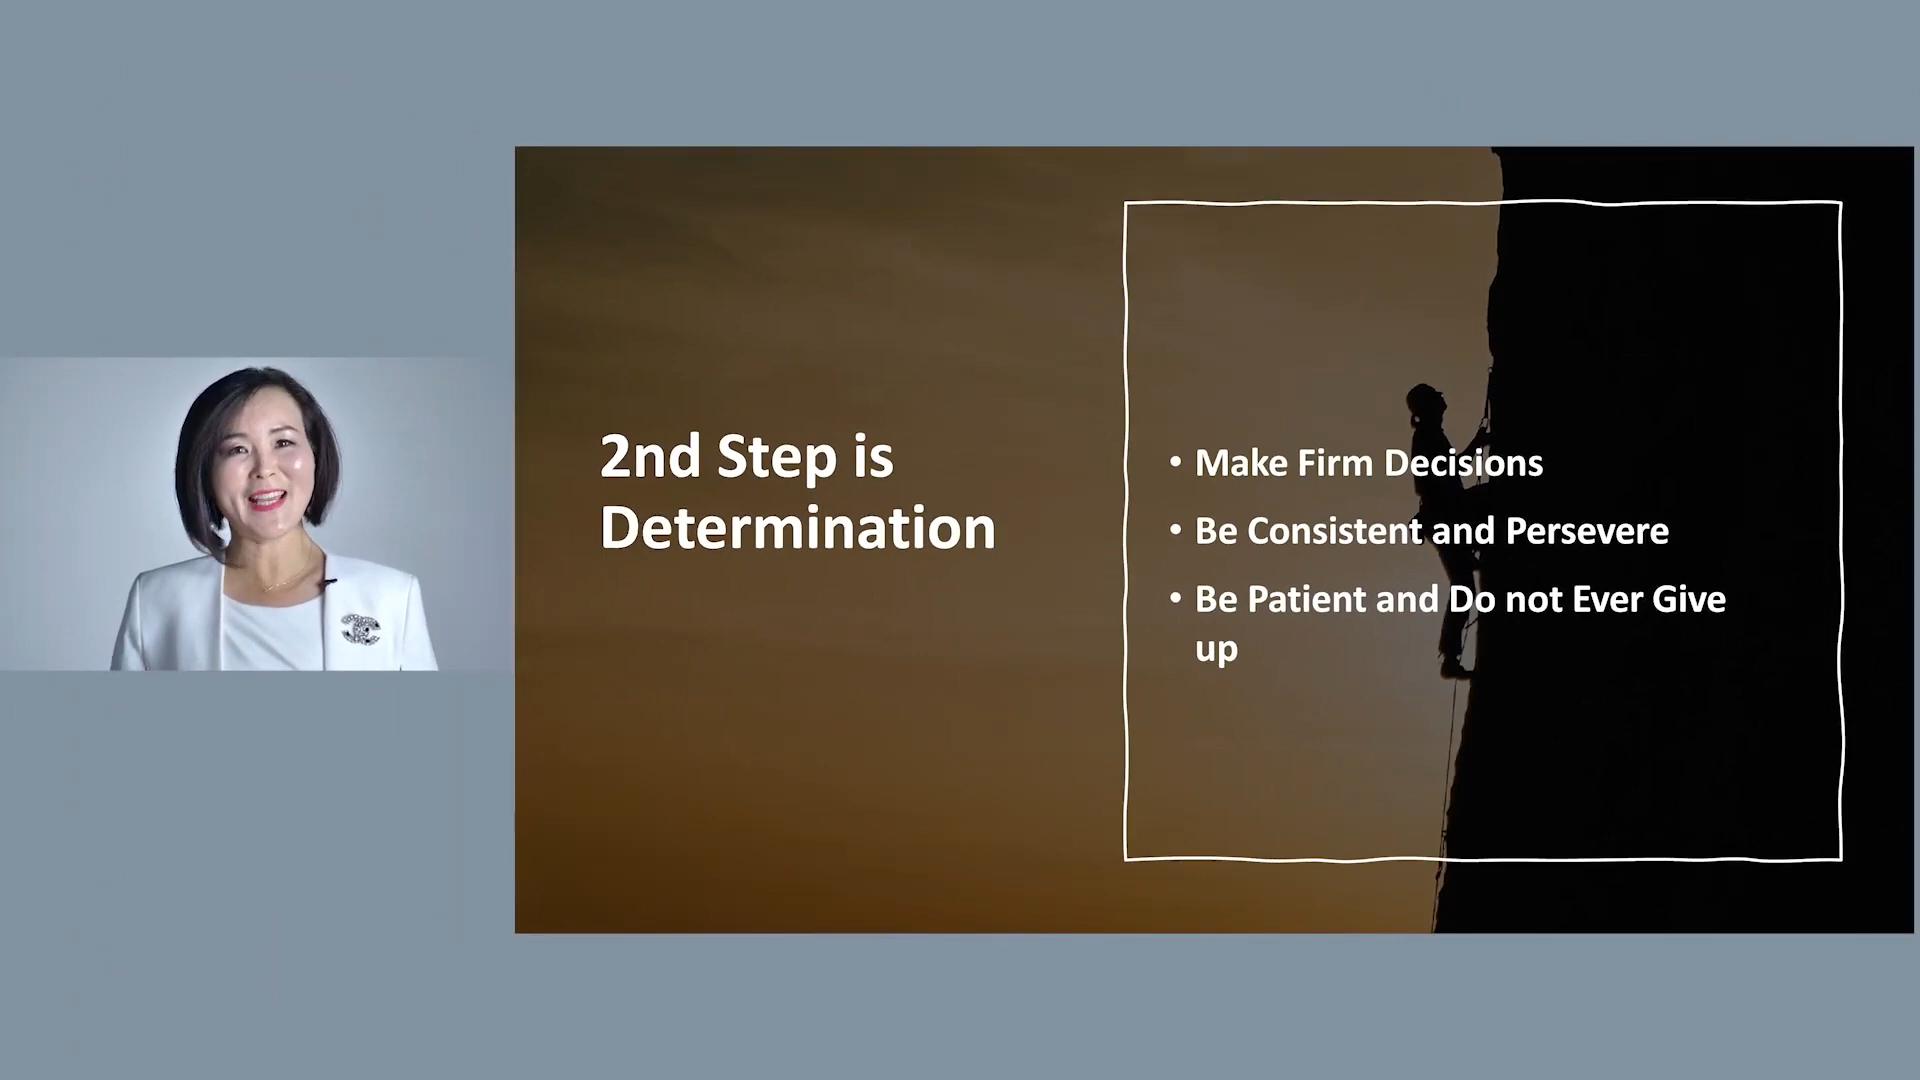 2nd Step is
Determination
• Make Firm Decisions
• Be Consistent and Persevere
• Be Patient and Do not Ever Give
up